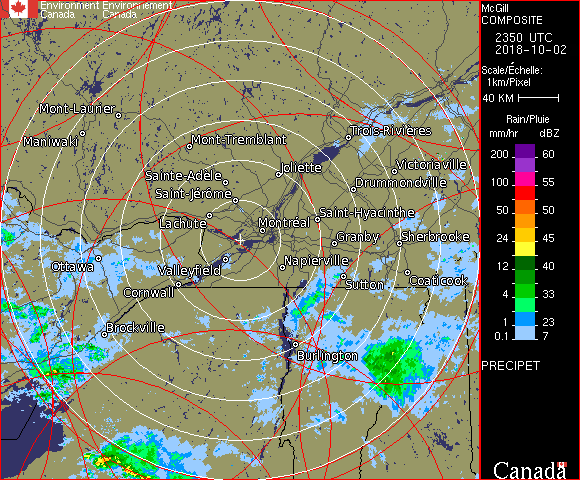 Environment Environnement
Canada Canada
McGill
COMPOSITE
2350 UTC
2018-10-02
Scale/Échelle:
1km/Pixel
40 KM
Rain/Pluie
mm/hr dBZ
200 60
100 55
50 50
24 45
12 40
4 33
2 30
1 23
0.1 7
PRECIPET
Canada
Mont-Laurier
Maniwaki
Mont-Tremblant
Trois-Rivières
Sainte-Adèle
Joliette
Victoriaville
Saint-Jérôme
Drummondville
Lachute
Montréal
Saint-Hyacinthe
Granby
Sherbrooke
Ottawa
Valleyfield
Napierville
Cornwall
Sutton
Coaticook
Brockville
Burlington